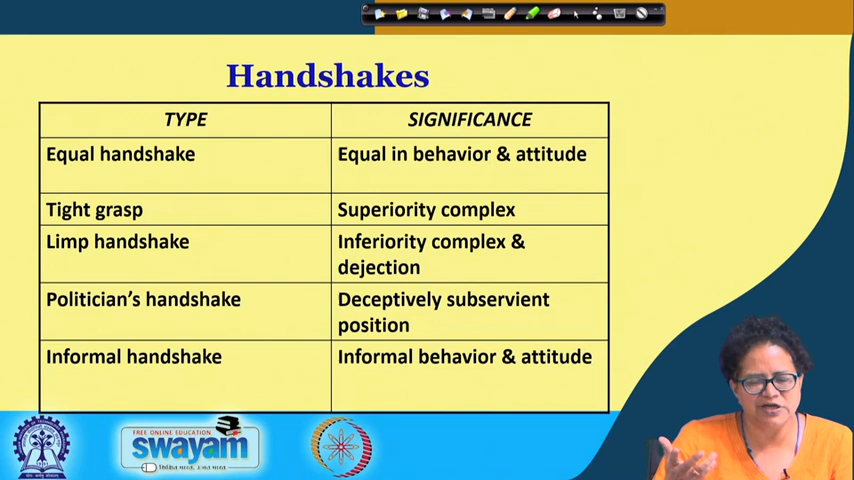 Handshakes
TYPE
SIGNIFICANCE
Equal handshake
Equal in behavior & attitude
Tight grasp
Superiority complex
Limp handshake
Inferiority complex &
dejection
Politician's handshake
Deceptively subservient
position
Informal handshake
Informal behavior & attitude
FREE ONLINE EDUCATION
swayam